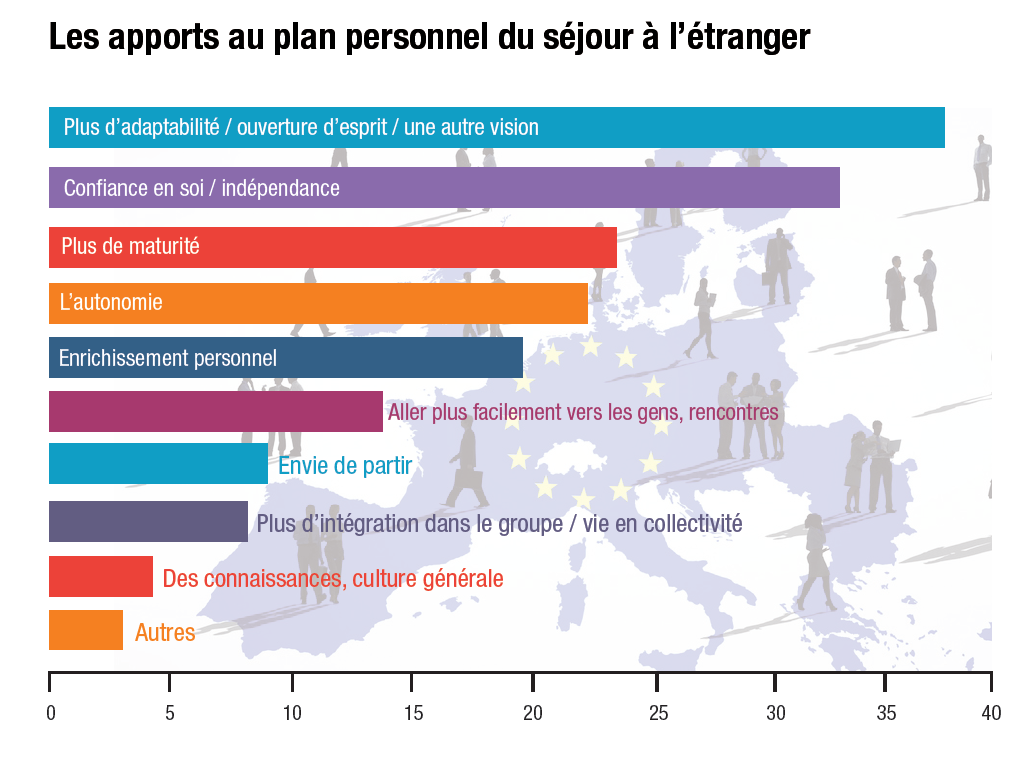 Les apports au plan personnel du séjour à l’étranger
Plus d’adaptabilité / ouverture d’esprit / une autre vision
Confiance en soi / indépendance
Plus de maturité
L’autonomie
Enrichissement personnel
Aller plus facilement vers les gens, rencontres
Envie de partir
Plus d’intégration dans le groupe / vie en collectivité
Des connaissances, culture générale
Autres
0 5 10 15 20 25 30 35 40